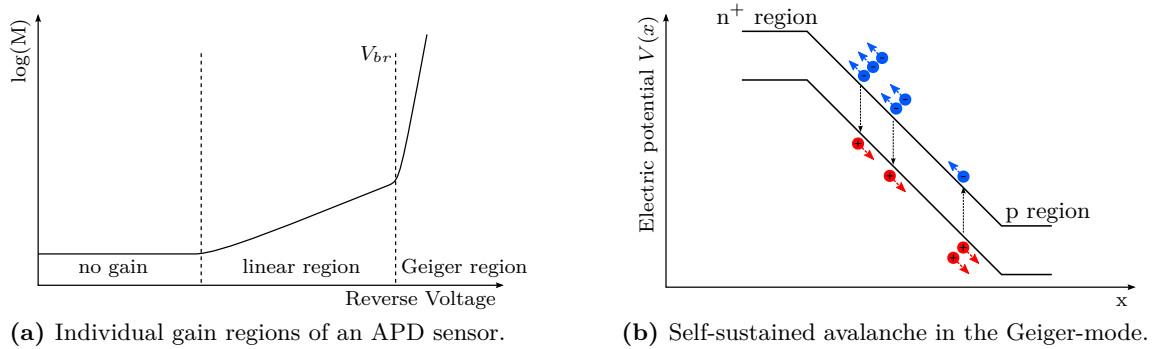 log(M)
V_br
no gain
linear region
Geiger region
Reverse Voltage
(a) Individual gain regions of an APD sensor.
Electric potential V(x)
n⁺ region
p region
x
(b) Self-sustained avalanche in the Geiger-mode.